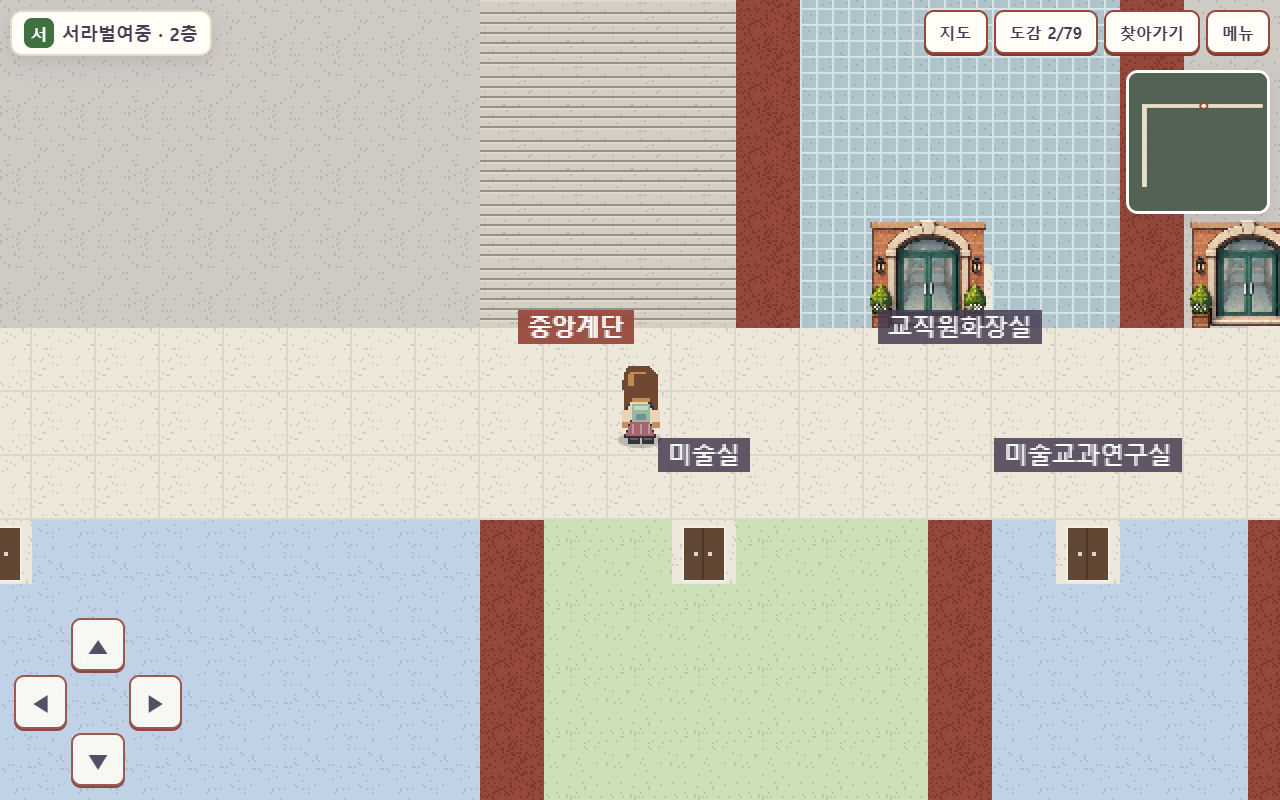 서 서라벌여중 · 2층
지도
도감 2/79
찾아가기
메뉴
중앙계단
교직원화장실
미술실
미술교과연구실